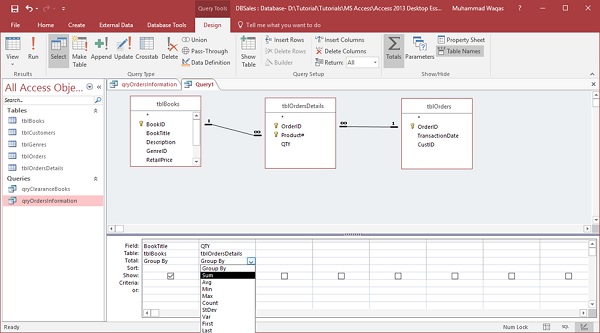 Query Tools
DBSales : Database- D:\Tutorial\Tutorials\MS Access\Access 2013 Desktop Ess...
Muhammad Waqas
File
Home
Create
External Data
Database Tools
Design
Tell me what you want to do
View
Run
Select
Make Table
Append
Update
Crosstab
Delete
Union
Pass-Through
Data Definition
Show Table
Insert Rows
Delete Rows
Builder
Insert Columns
Delete Columns
Return: All
Totals
Parameters
Property Sheet
Table Names
Results
Query Type
Query Setup
Show/Hide
All Access Obje...
Search...
Tables
tblBooks
tblCustomers
tblGenres
tblOrders
tblOrdersDetails
Queries
qryClearanceBooks
qryOrdersInformation
qryOrdersInformation
Query1
tblBooks
*
BookID
BookTitle
Description
GenreID
RetailPrice
1
∞
tblOrdersDetails
*
OrderID
Product#
QTY
∞
1
tblOrders
*
OrderID
TransactionDate
CustID
Field: BookTitle QTY
Table: tblBooks tblOrdersDetails
Total: Group By Group By
Sort: Group By
Show: Sum
Criteria: Avg
or: Min
Max
Count
StDev
Var
First
Last
Ready
Num Lock
SQL